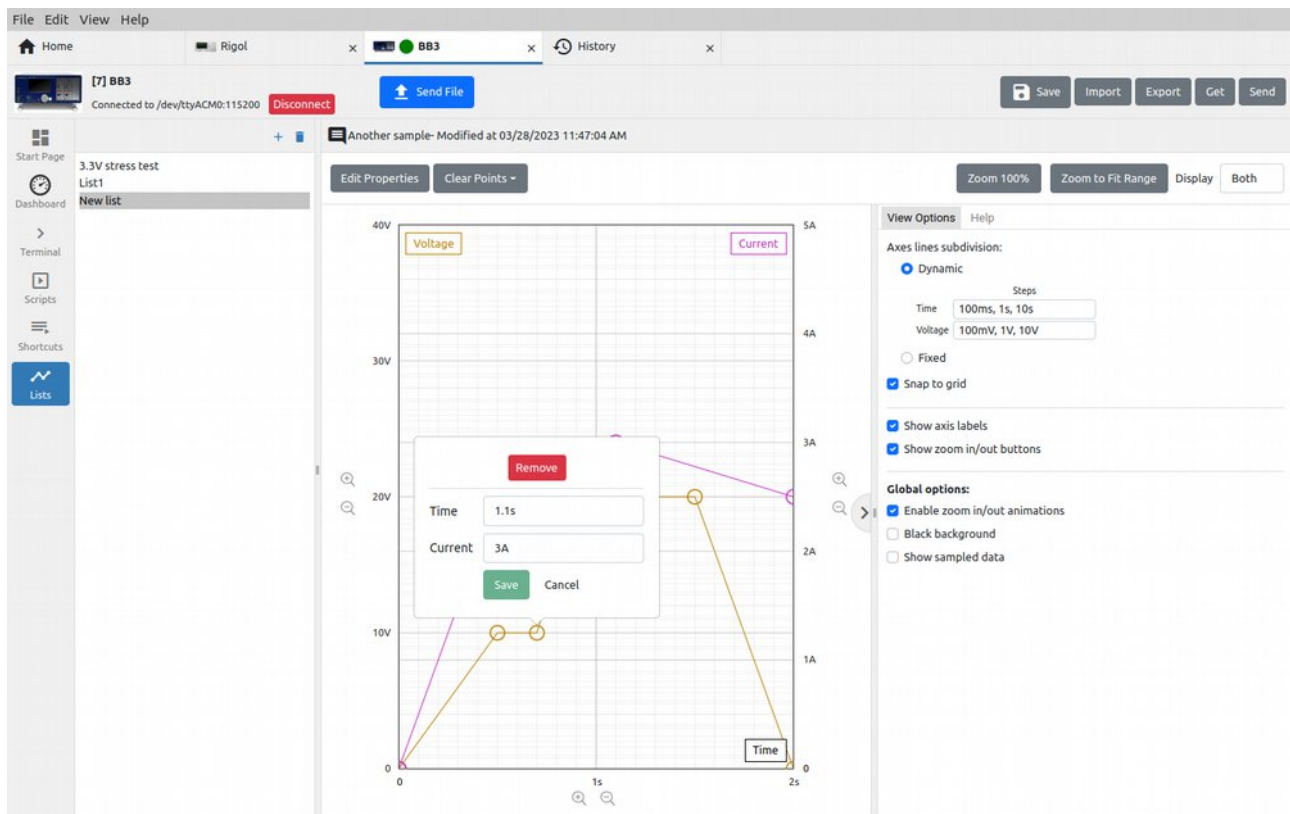 File Edit View Help
Home Rigol × BB3 × History ×
[7] BB3
Connected to /dev/ttyACM0:115200 Disconnect
Send File
Save Import Export Get Send
Start Page
Dashboard
Terminal
Scripts
Shortcuts
Lists
3.3V stress test
List1
New list
Another sample- Modified at 03/28/2023 11:47:04 AM
Edit Properties Clear Points
Zoom 100% Zoom to Fit Range Display Both
40V
30V
20V
10V
0
Voltage
Current
5A
4A
3A
2A
1A
0
Remove
Time 1.1s
Current 3A
Save Cancel
Time
0 1s 2s
View Options Help
Axes lines subdivision:
Dynamic
Steps
Time 100ms, 1s, 10s
Voltage 100mV, 1V, 10V
Fixed
Snap to grid
Show axis labels
Show zoom in/out buttons
Global options:
Enable zoom in/out animations
Black background
Show sampled data